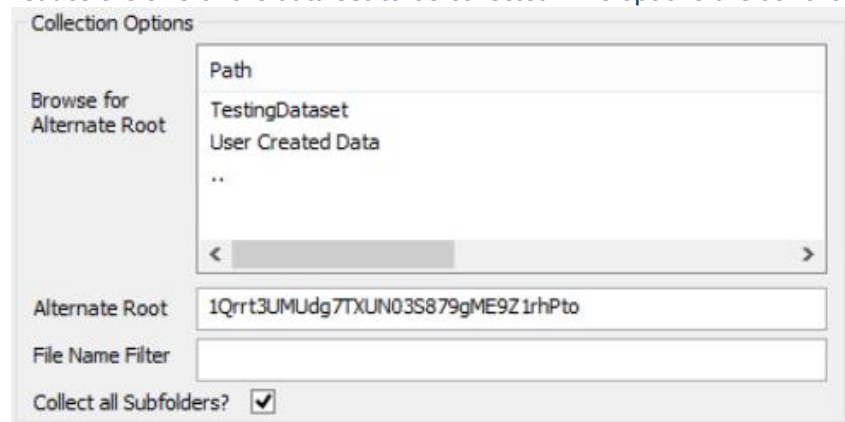 Collection Options
Path
Browse for
Alternate Root
TestingDataset
User Created Data
..
Alternate Root
1Qrrt3UMUdg7TXUN03S879gME9Z1rhPto
File Name Filter
Collect all Subfolders?